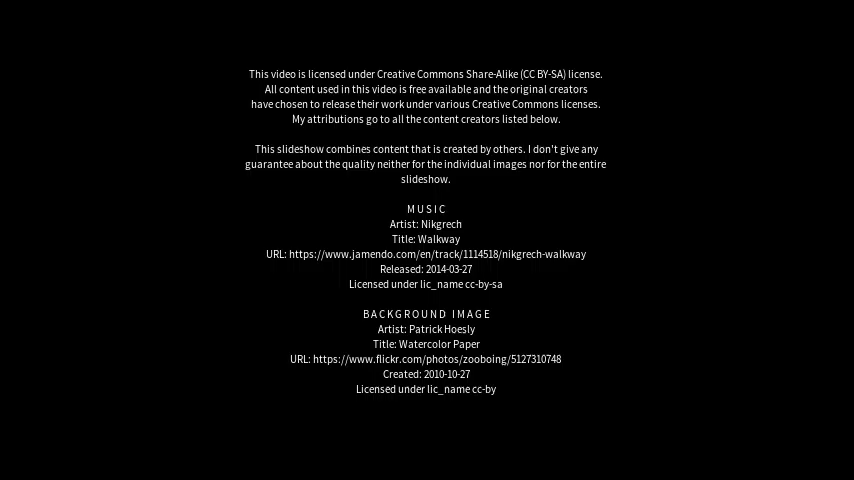 This video is licensed under Creative Commons Share-Alike (CC BY-SA) license.
All content used in this video is free available and the original creators
have chosen to release their work under various Creative Commons licenses.
My attributions go to all the content creators listed below.
This slideshow combines content that is created by others. I don't give any
guarantee about the quality neither for the individual images nor for the entire
slideshow.
MUSIC
Artist: Nikgrech
Title: Walkway
URL: https://www.jamendo.com/en/track/1114518/nikgrech-walkway
Released: 2014-03-27
Licensed under lic_name cc-by-sa
BACKGROUND IMAGE
Artist: Patrick Hoesly
Title: Watercolor Paper
URL: https://www.flickr.com/photos/zooboing/5127310748
Created: 2010-10-27
Licensed under lic_name cc-by